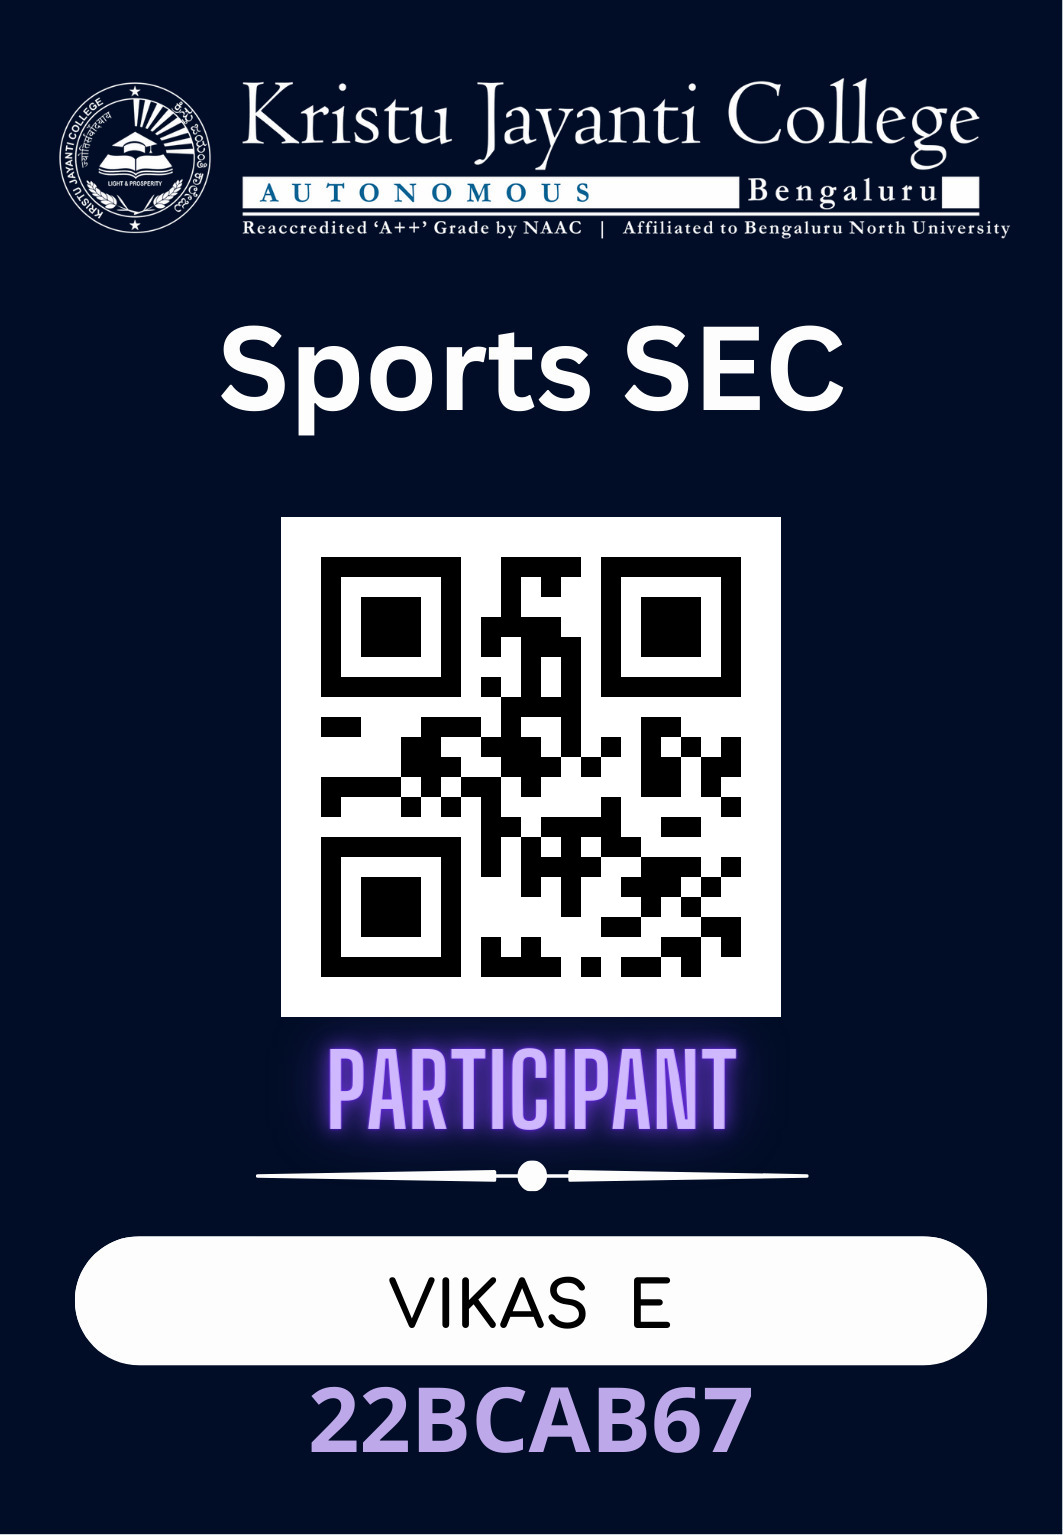 Kristu Jayanti College
AUTONOMOUS Bengaluru
Reaccredited ‘A++’ Grade by NAAC | Affiliated to Bengaluru North University
KRISTU JAYANTI COLLEGE
ಕ್ರಿಸ್ತು ಜಯಂತಿ ಕಾಲೇಜು
LIGHT & PROSPERITY
Sports SEC
PARTICIPANT
VIKAS E
22BCAB67